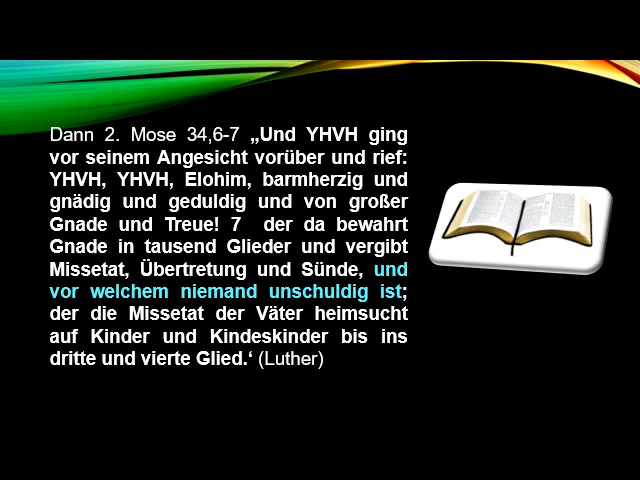 Dann 2. Mose 34,6-7 „Und YHVH ging
vor seinem Angesicht vorüber und rief:
YHVH, YHVH, Elohim, barmherzig und
gnädig und geduldig und von großer
Gnade und Treue! 7 der da bewahrt
Gnade in tausend Glieder und vergibt
Missetat, Übertretung und Sünde, und
vor welchem niemand unschuldig ist;
der die Missetat der Väter heimsucht
auf Kinder und Kindeskinder bis ins
dritte und vierte Glied.‘ (Luther)